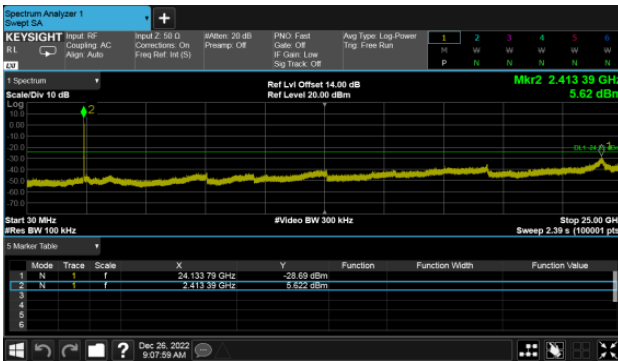 Spectrum Analyzer 1
Swept SA
+
KEYSIGHT Input: RF Input Z: 50 Ω #Atten: 20 dB PNO: Fast Avg Type: Log-Power 1 2 3 4 5 6
RL Coupling: AC Corrections: On Preamp: Off Gate: Off Trig: Free Run M W W W W W
Align: Auto Freq Ref: Int (S) IF Gain: Low P N N N N N
Sig Track: Off
LXI
1 Spectrum Ref Lvl Offset 14.00 dB Mkr2 2.413 39 GHz
Scale/Div 10 dB Ref Level 20.00 dBm 5.62 dBm
Log
10.0
0.00
-10.0
-20.0
-30.0
-40.0
-50.0
-60.0
-70.0
2
1
Start 30 MHz #Video BW 300 kHz Stop 25.00 GH
#Res BW 100 kHz Sweep 2.39 s (100001 pts
5 Marker Table
Mode Trace Scale X Y Function Function Width Function Value
1 N 1 f 24.133 79 GHz -28.69 dBm
2 N 1 f 2.413 39 GHz 5.622 dBm
3
4
5
6
? Dec 26, 2022
9:07:59 AM